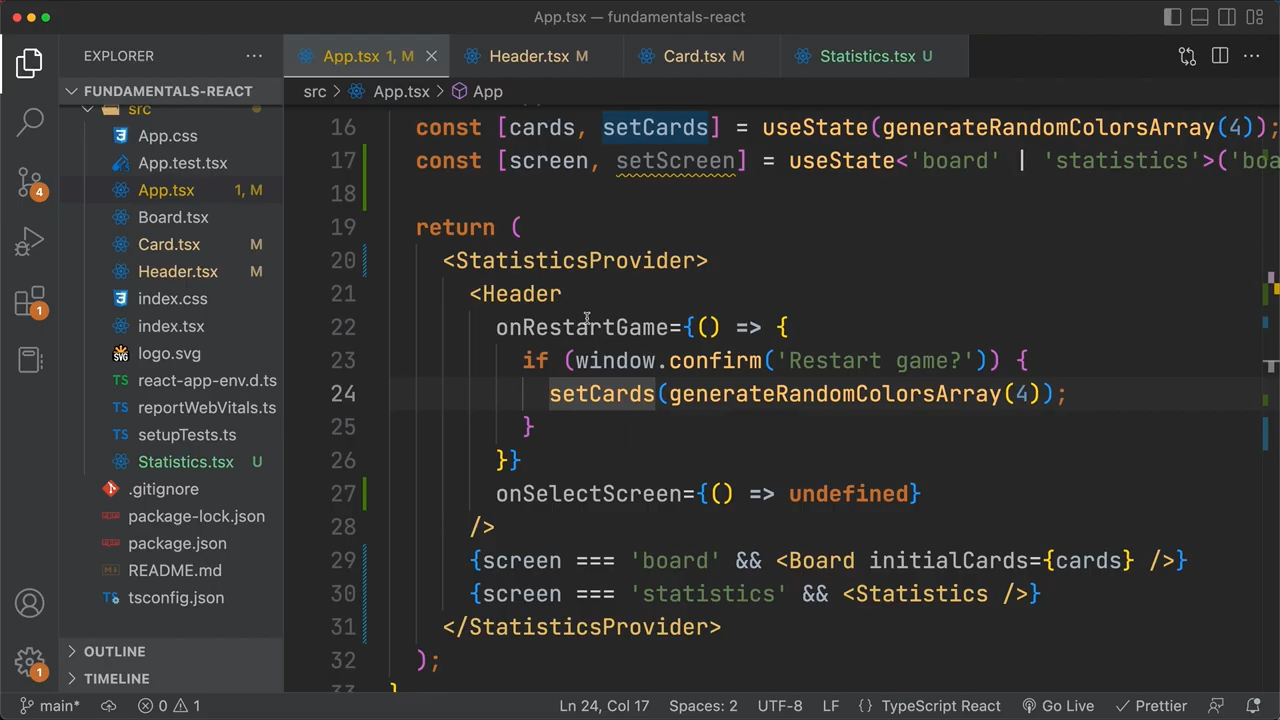 App.tsx — fundamentals-react
EXPLORER
App.tsx 1, M
Header.tsx M
Card.tsx M
Statistics.tsx U
FUNDAMENTALS-REACT
src > App.tsx > App
src
App.css
App.test.tsx
App.tsx 1, M
Board.tsx
Card.tsx M
Header.tsx M
index.css
index.tsx
logo.svg
react-app-env.d.ts
reportWebVitals.ts
setupTests.ts
Statistics.tsx U
.gitignore
package-lock.json
package.json
README.md
tsconfig.json
OUTLINE
TIMELINE
4
1
1
16 const [cards, setCards] = useState(generateRandomColorsArray(4));
17 const [screen, setScreen] = useState<'board' | 'statistics'>('boa
18
19 return (
20 <StatisticsProvider>
21 <Header
22 onRestartGame={() => {
23 if (window.confirm('Restart game?')) {
24 setCards(generateRandomColorsArray(4));
25 }
26 }}
27 onSelectScreen={() => undefined}
28 />
29 {screen === 'board' && <Board initialCards={cards} />}
30 {screen === 'statistics' && <Statistics />}
31 </StatisticsProvider>
32 );
33 }
main* 0 1 Ln 24, Col 17 Spaces: 2 UTF-8 LF {} TypeScript React Go Live Prettier